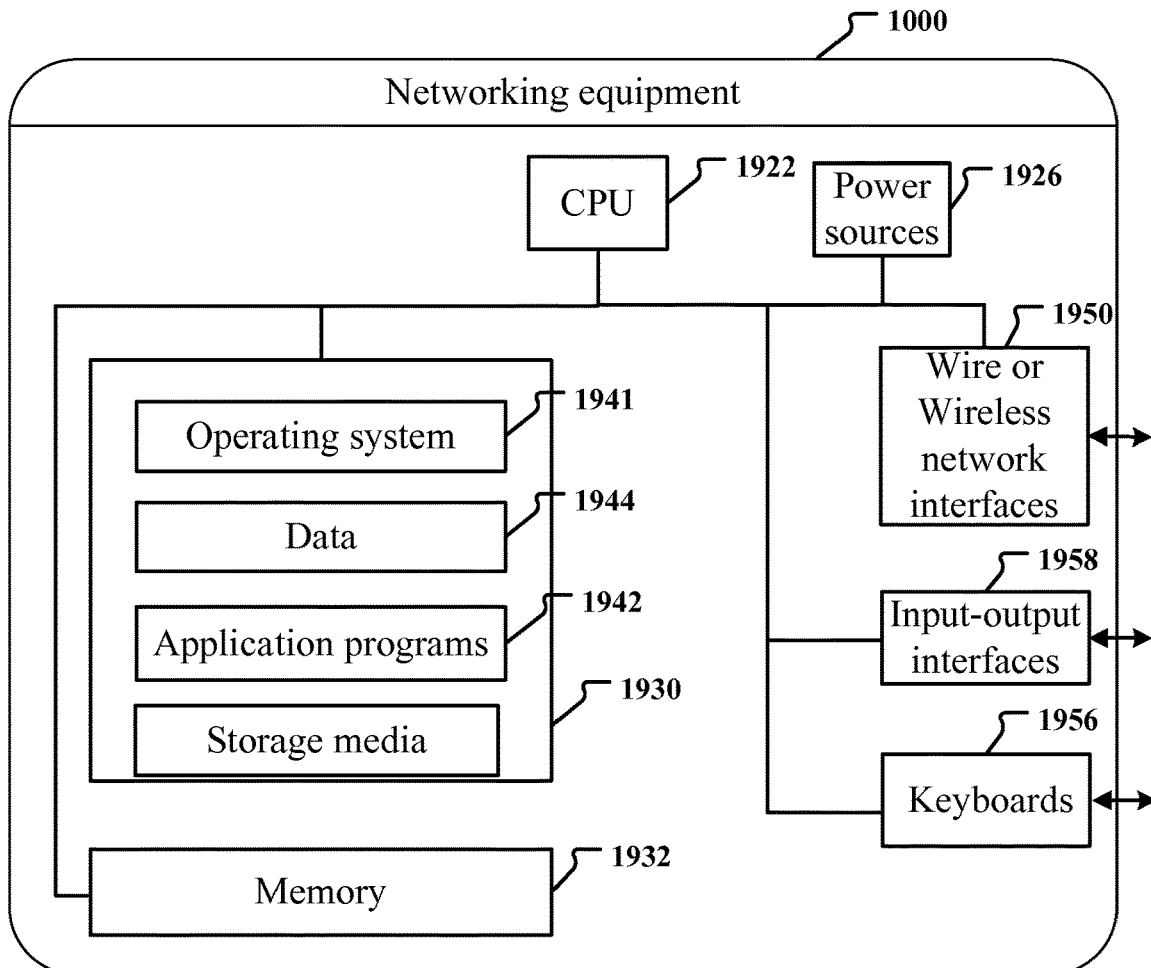 1000
Networking equipment
1922
CPU
1926
Power
sources
1950
Wire or
Wireless
network
interfaces
1941
Operating system
1944
Data
1942
Application programs
1930
Storage media
1958
Input-output
interfaces
1956
Keyboards
1932
Memory